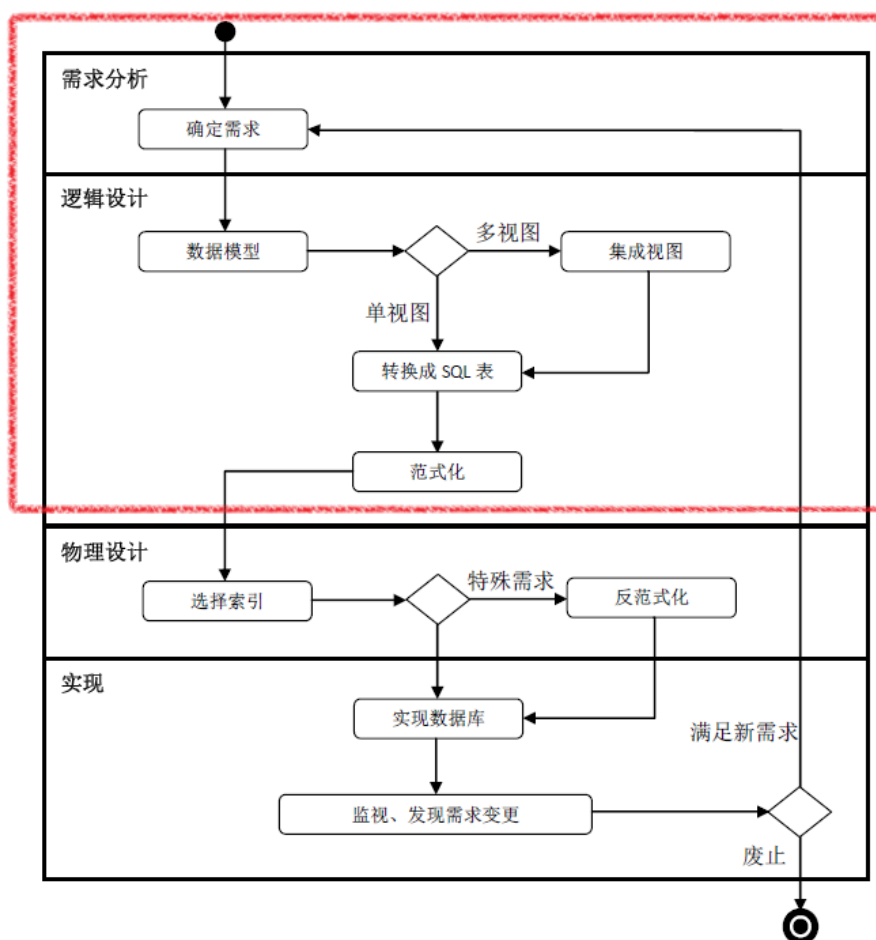 需求分析
确定需求
逻辑设计
数据模型
多视图
集成视图
单视图
转换成 SQL 表
范式化
物理设计
选择索引
特殊需求
反范式化
实现
实现数据库
满足新需求
监视、发现需求变更
废止